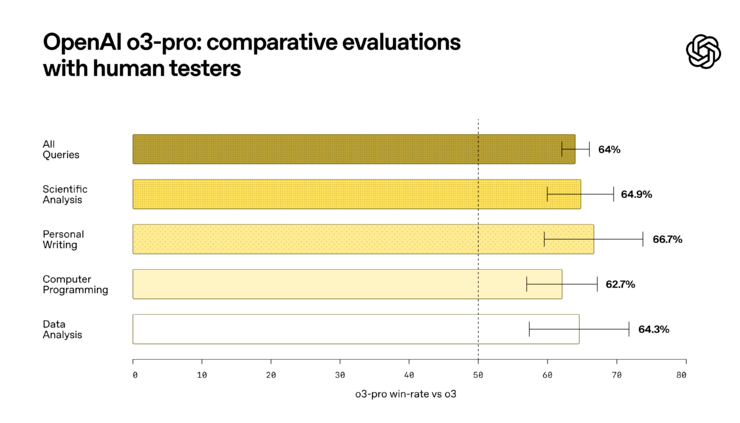 OpenAI o3-pro: comparative evaluations
with human testers
All
Queries
64%
Scientific
Analysis
64.9%
Personal
Writing
66.7%
Computer
Programming
62.7%
Data
Analysis
64.3%
0 10 20 30 40 50 60 70 80
o3-pro win-rate vs o3